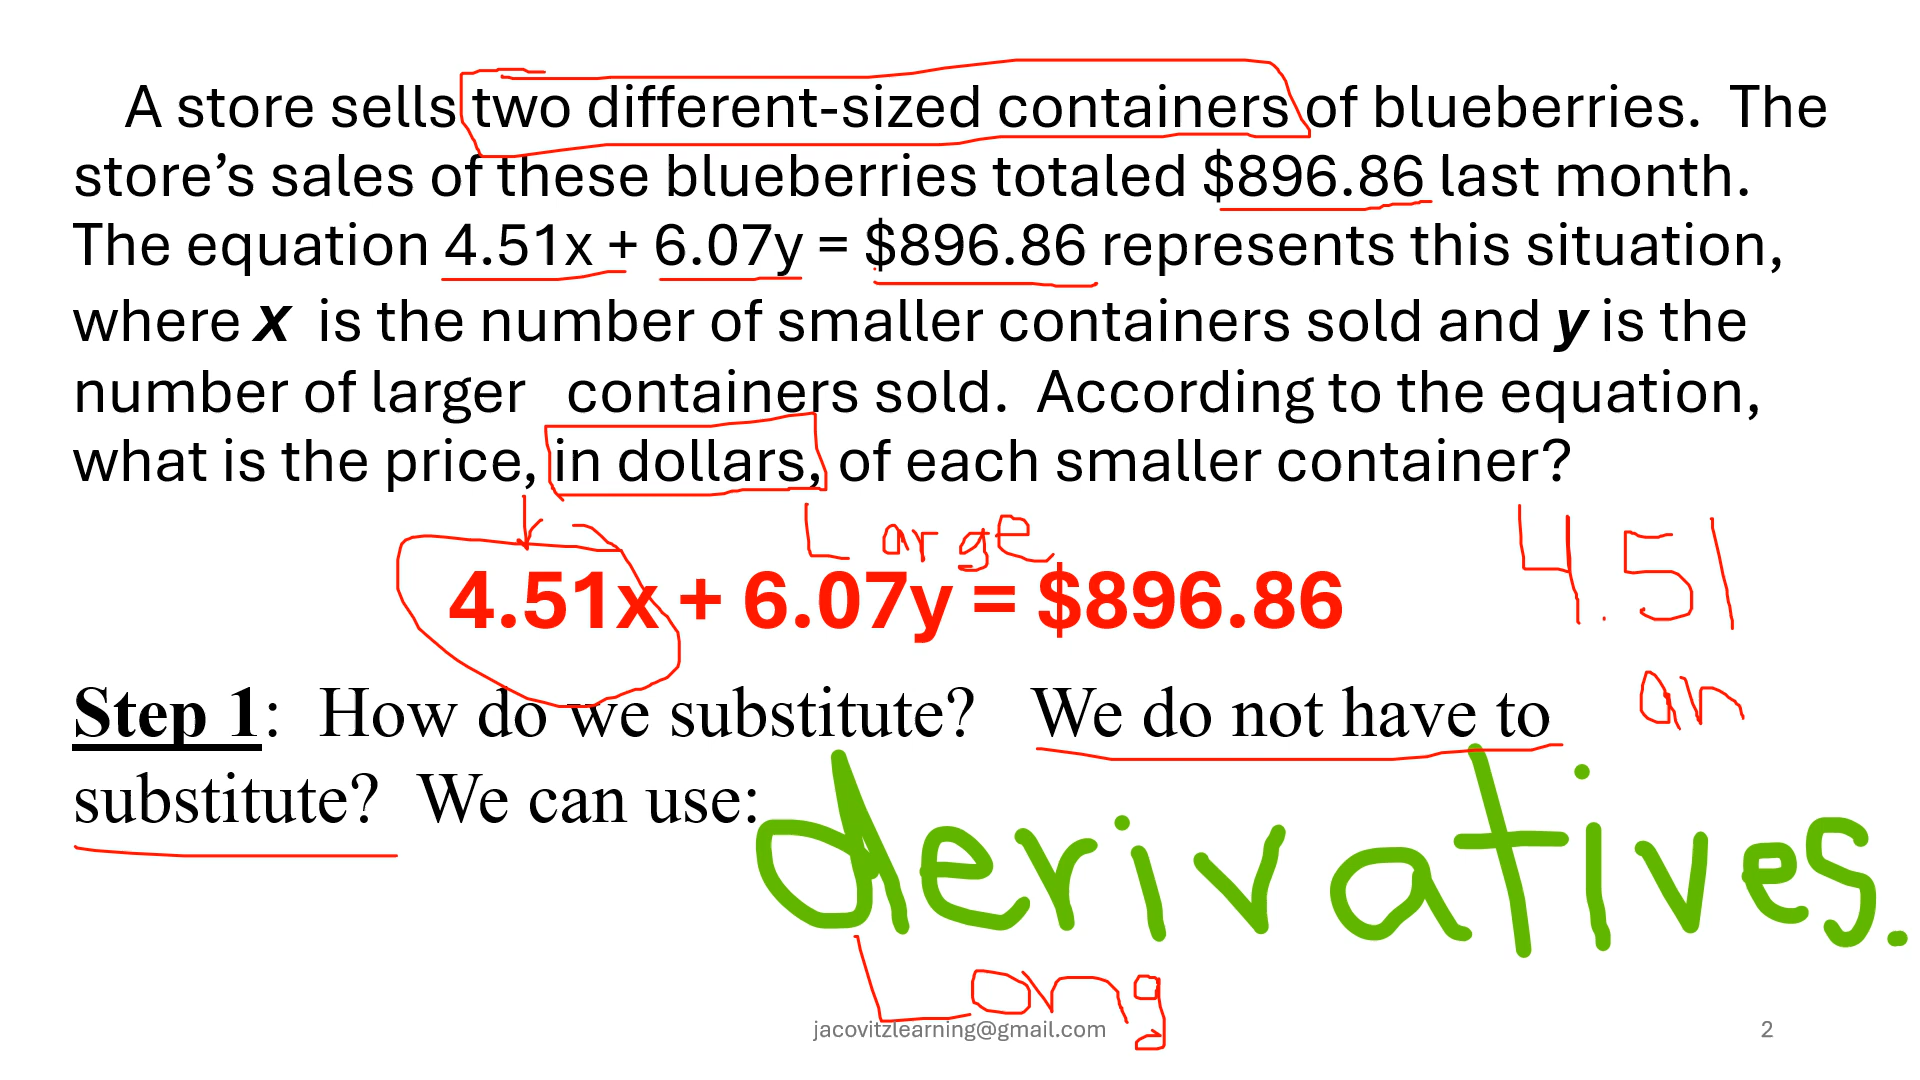 A store sells two different-sized containers of blueberries. The
store’s sales of these blueberries totaled $896.86 last month.
The equation 4.51x + 6.07y = $896.86 represents this situation,
where x is the number of smaller containers sold and y is the
number of larger containers sold. According to the equation,
what is the price, in dollars, of each smaller container?
Large
4.51
4.51x + 6.07y = $896.86
an
Step 1: How do we substitute? We do not have to
substitute? We can use:
derivatives.
Long
jacovitzlearning@gmail.com
2